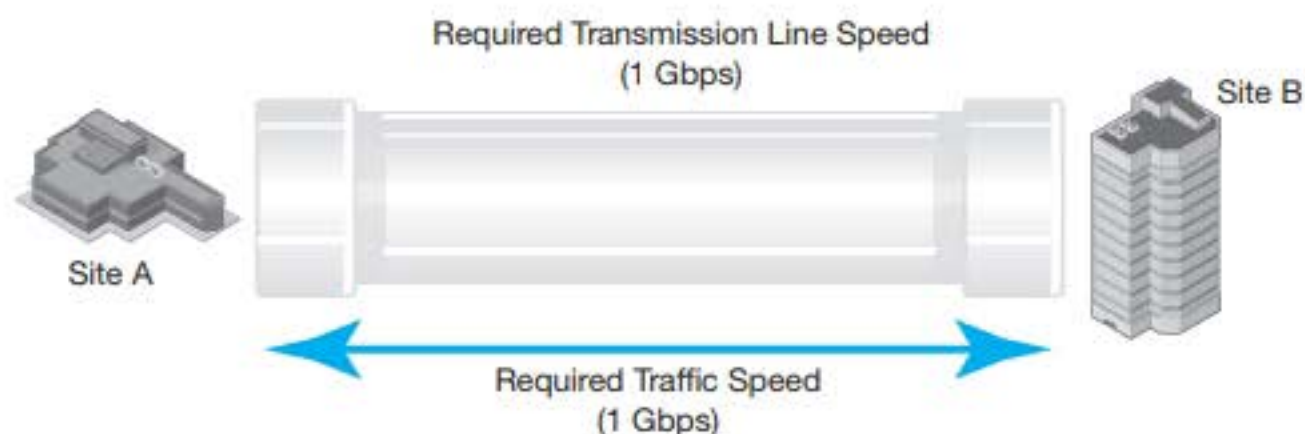 Required Transmission Line Speed
(1 Gbps)
Site B
Site A
Required Traffic Speed
(1 Gbps)